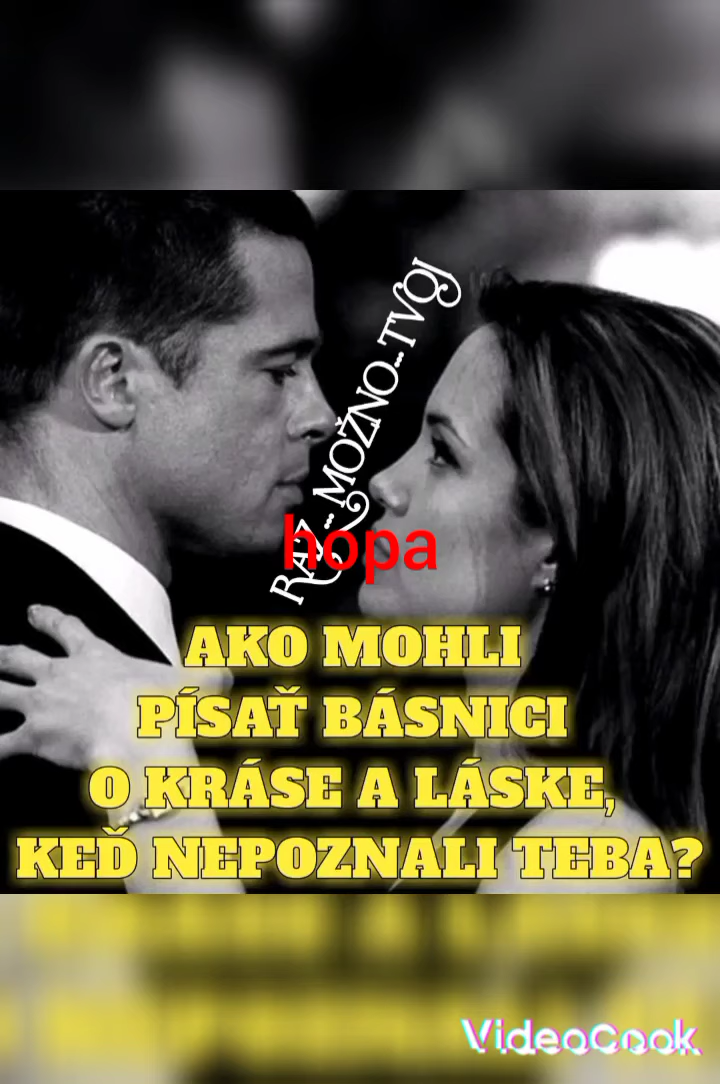 RAZ... MOŽNO... TVOJ
hopa
AKO MOHLI
PÍSAŤ BÁSNICI
O KRÁSE A LÁSKE,
KEĎ NEPOZNALI TEBA?
VideoCook